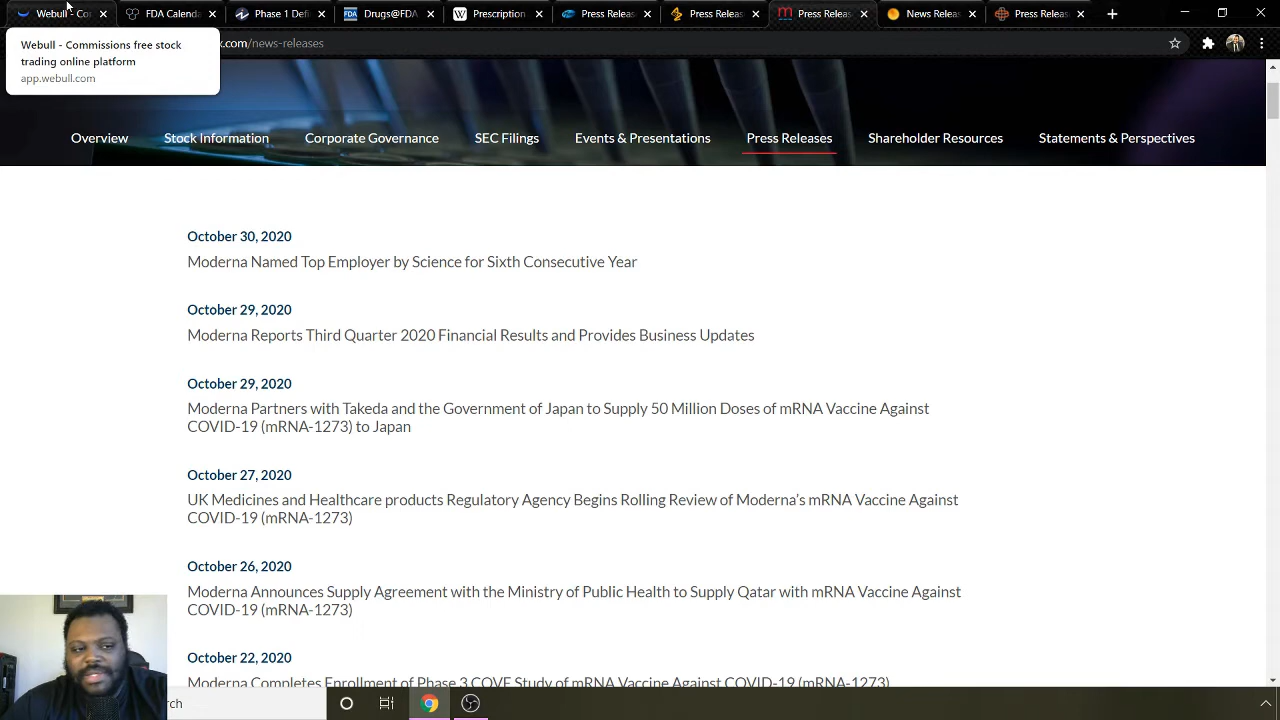 Webull - Co
FDA Calenda
Phase 1 Defi
Drugs@FDA
Prescription
Press Releas
Press Releas
Press Releas
News Releas
Press Releas
Webull - Commissions free stock
trading online platform
app.webull.com
x.com/news-releases
Overview
Stock Information
Corporate Governance
SEC Filings
Events & Presentations
Press Releases
Shareholder Resources
Statements & Perspectives
October 30, 2020
Moderna Named Top Employer by Science for Sixth Consecutive Year
October 29, 2020
Moderna Reports Third Quarter 2020 Financial Results and Provides Business Updates
October 29, 2020
Moderna Partners with Takeda and the Government of Japan to Supply 50 Million Doses of mRNA Vaccine Against
COVID-19 (mRNA-1273) to Japan
October 27, 2020
UK Medicines and Healthcare products Regulatory Agency Begins Rolling Review of Moderna's mRNA Vaccine Against
COVID-19 (mRNA-1273)
October 26, 2020
Moderna Announces Supply Agreement with the Ministry of Public Health to Supply Qatar with mRNA Vaccine Against
COVID-19 (mRNA-1273)
October 22, 2020
Moderna Completes Enrollment of Phase 3 COVE Study of mRNA Vaccine Against COVID-19 (mRNA-1273)
rch